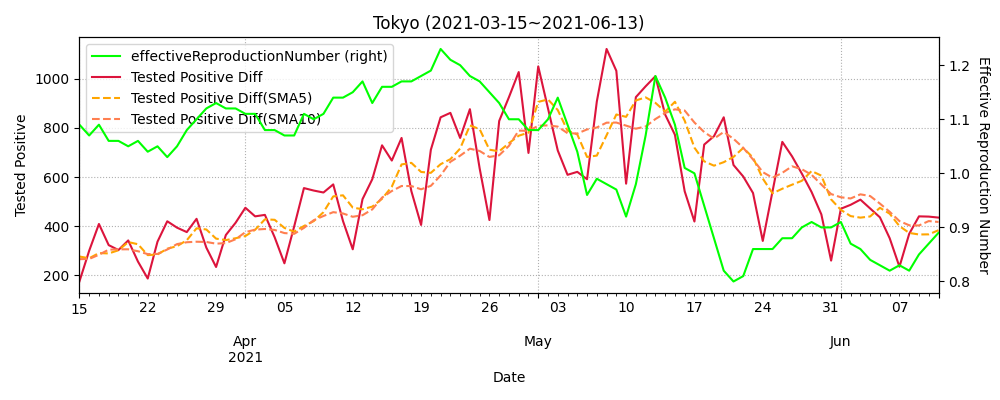 Tokyo (2021-03-15~2021-06-13)
effectiveReproductionNumber (right)
Tested Positive Diff
Tested Positive Diff(SMA5)
Tested Positive Diff(SMA10)
Tested Positive
1000
800
600
400
200
Effective Reproduction Number
1.2
1.1
1.0
0.9
0.8
15 22 29 05 12 19 26 03 10 17 24 31 07
Apr May Jun
2021
Date